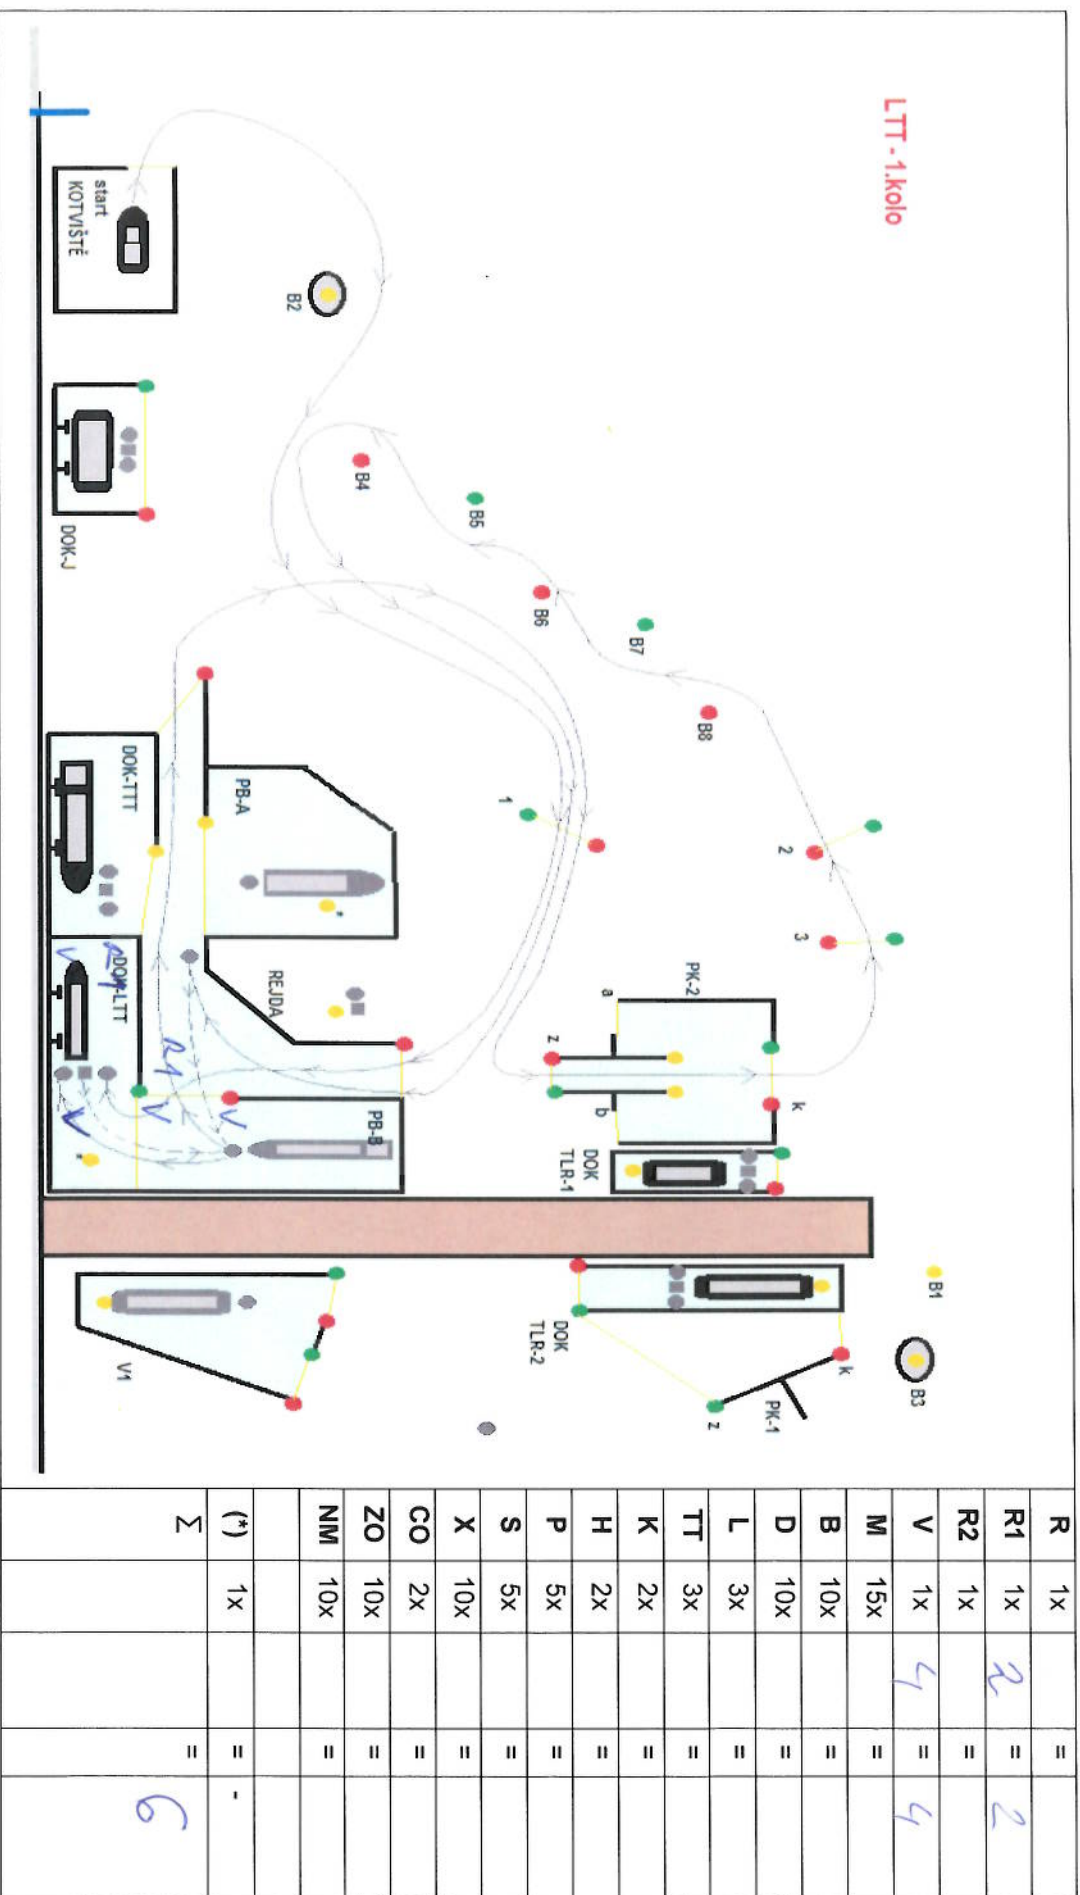 LTT - 1.kolo
B1
B3
k
PK-1
z
k
3
2
B8
PK-2
a
b
z
DOK
TLR-1
DOK
TLR-2
B7
B6
1
B5
B4
PB-B
B2
REJDA
PB-A
V
R1
V
DOK-TTT
DOK-LTT
R1
V
V
V1
start
KOTVIŠTĚ
DOK-J
R 1x =
R1 1x 2 = 2
R2 1x =
V 1x 4 = 4
M 15x =
B 10x =
D 10x =
L 3x =
TT 3x =
K 2x =
H 2x =
P 5x =
S 5x =
X 10x =
CO 2x =
ZO 10x =
NM 10x =
(*) 1x = -
Σ = 6